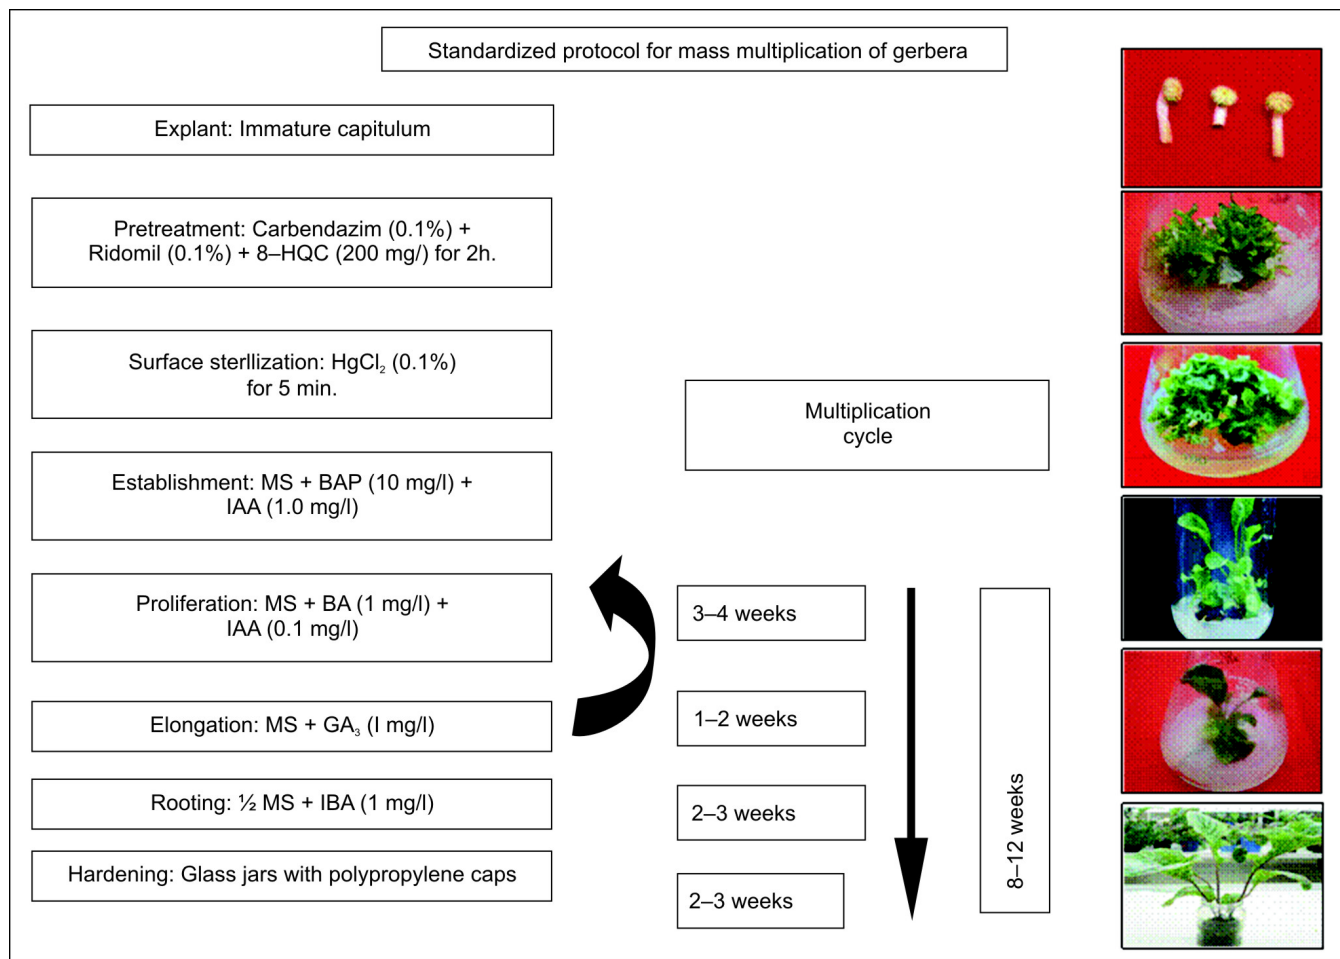 Standardized protocol for mass multiplication of gerbera
Explant: Immature capitulum
Pretreatment: Carbendazim (0.1%) +
Ridomil (0.1%) + 8–HQC (200 mg/) for 2h.
Surface sterllization: HgCl₂ (0.1%)
for 5 min.
Establishment: MS + BAP (10 mg/l) +
IAA (1.0 mg/l)
Proliferation: MS + BA (1 mg/l) +
IAA (0.1 mg/l)
Elongation: MS + GA₃ (l mg/l)
Rooting: ½ MS + IBA (1 mg/l)
Hardening: Glass jars with polypropylene caps
Multiplication
cycle
3–4 weeks
1–2 weeks
2–3 weeks
2–3 weeks
8–12 weeks